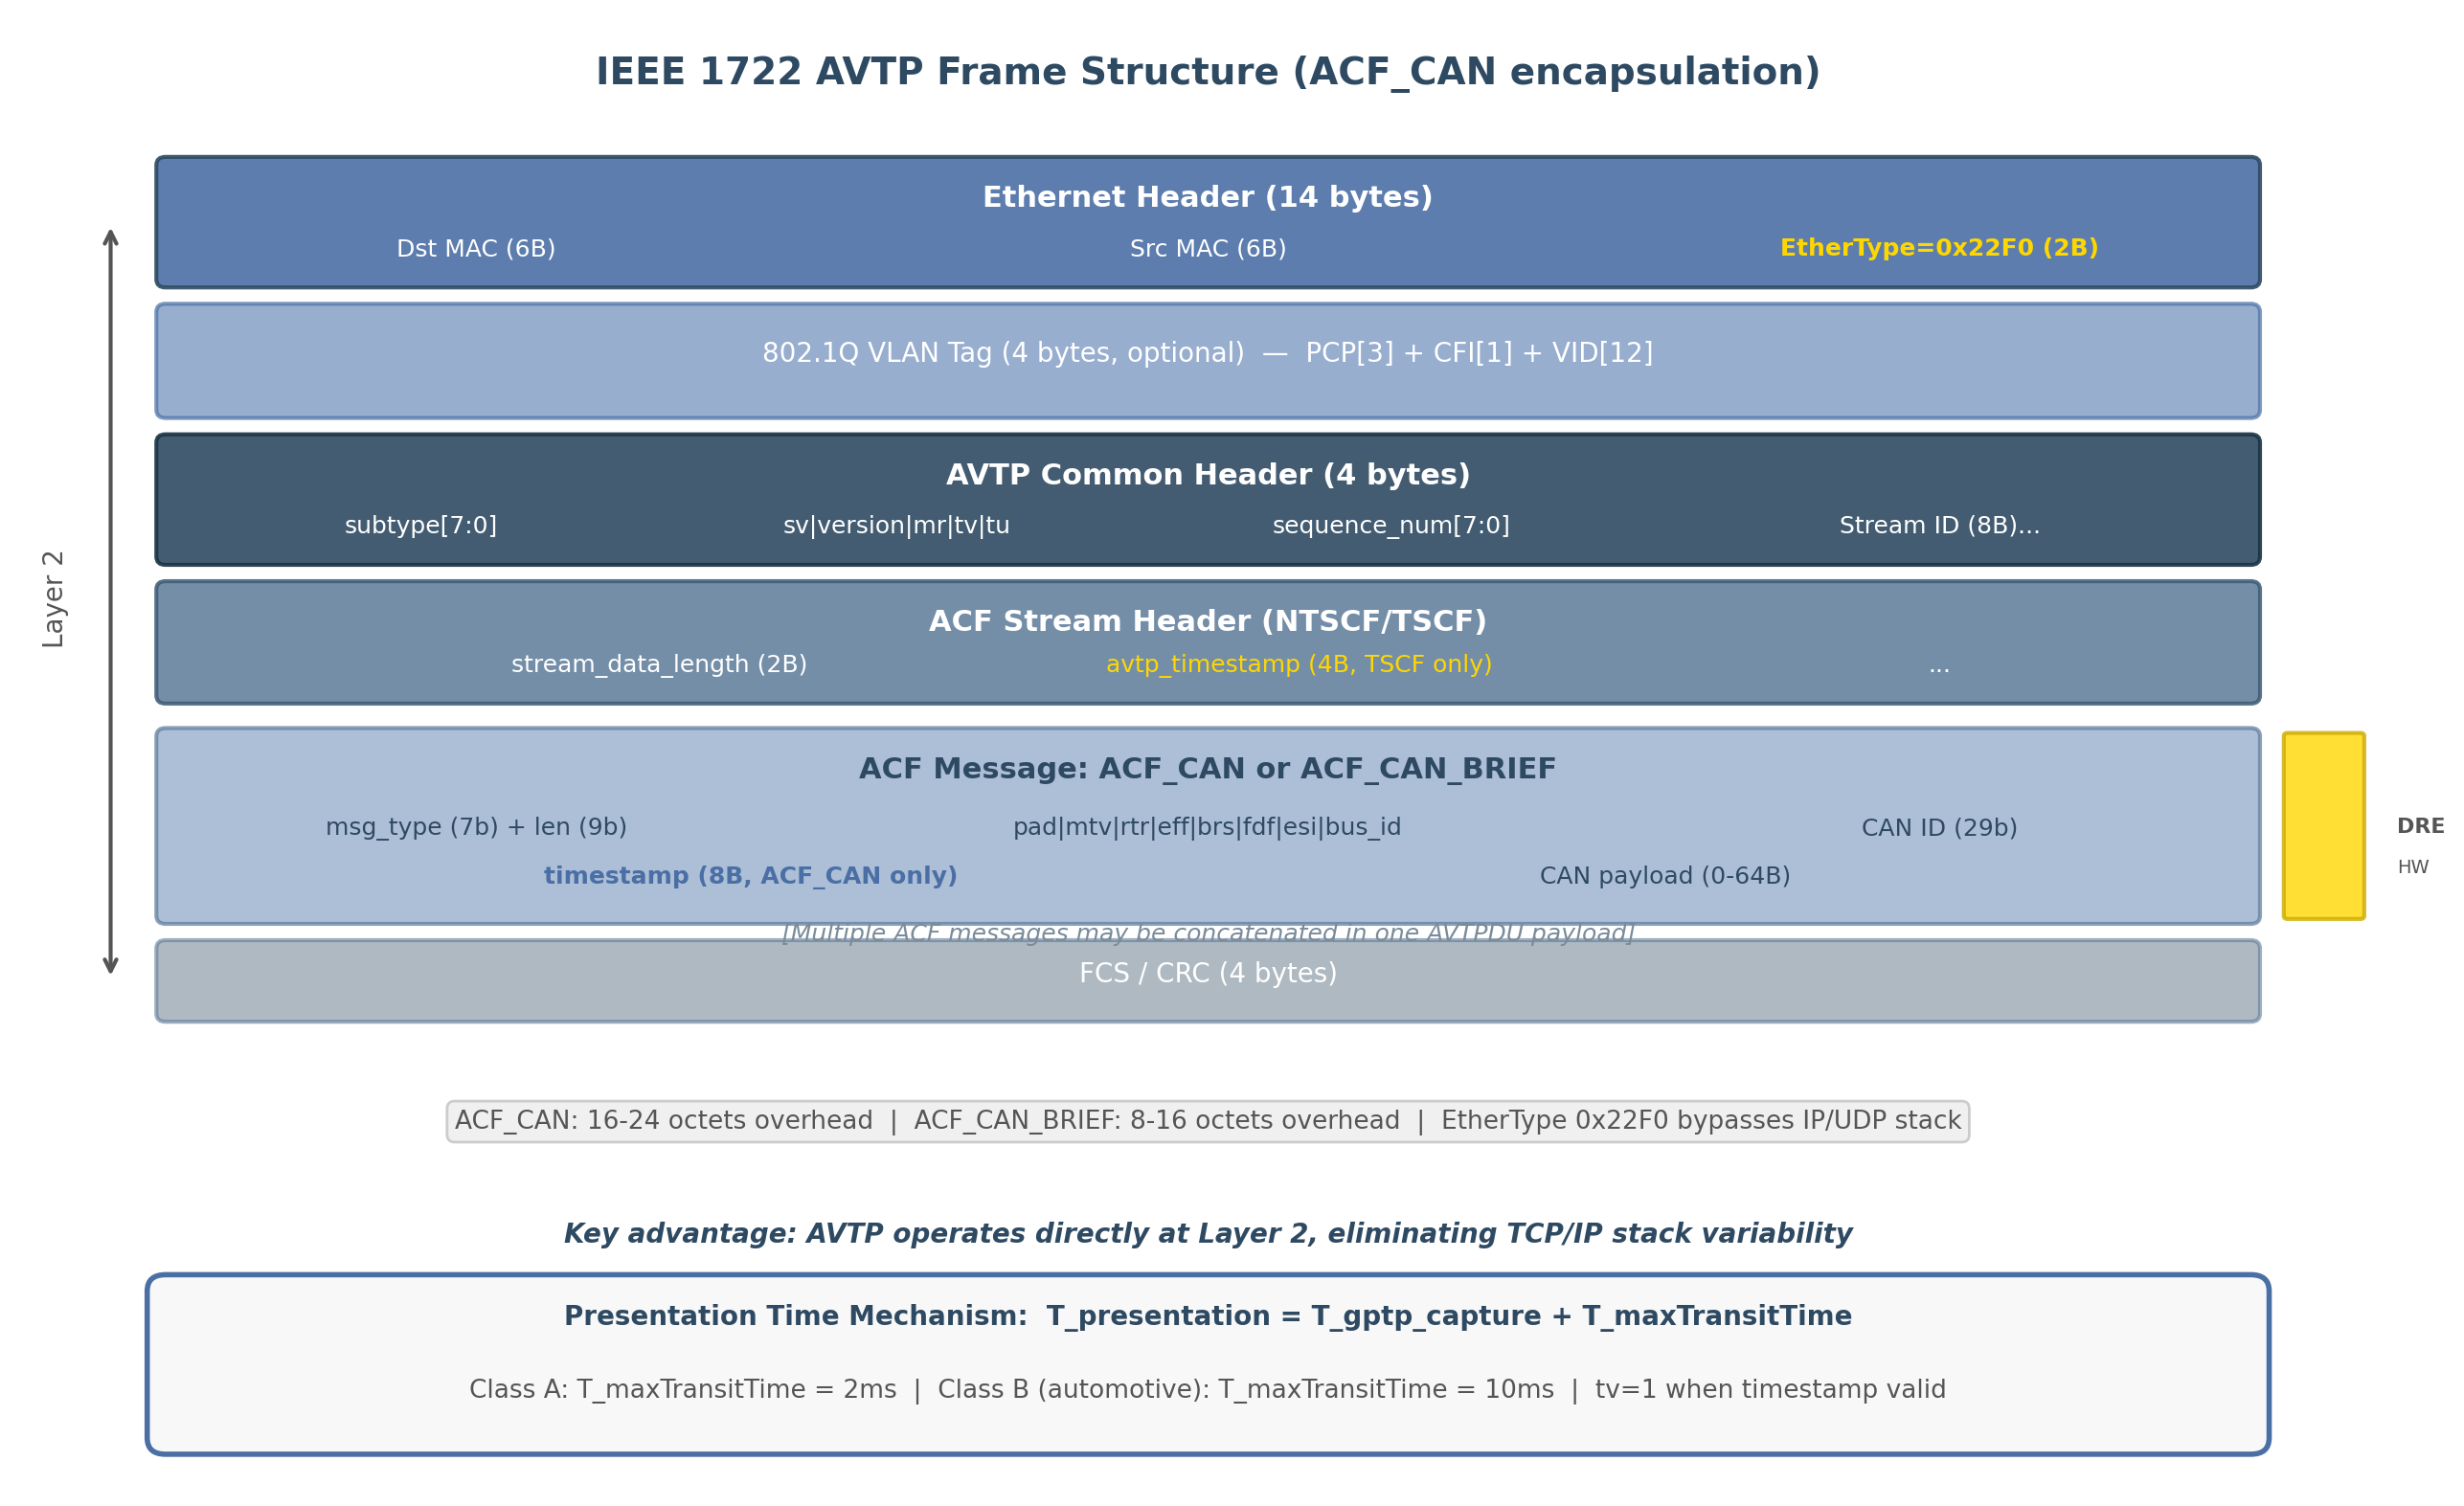 IEEE 1722 AVTP Frame Structure (ACF_CAN encapsulation)
Ethernet Header (14 bytes)
Dst MAC (6B) Src MAC (6B) EtherType=0x22F0 (2B)
802.1Q VLAN Tag (4 bytes, optional) — PCP[3] + CFI[1] + VID[12]
AVTP Common Header (4 bytes)
subtype[7:0] sv|version|mr|tv|tu sequence_num[7:0] Stream ID (8B)...
Layer 2
ACF Stream Header (NTSCF/TSCF)
stream_data_length (2B) avtp_timestamp (4B, TSCF only) ...
ACF Message: ACF_CAN or ACF_CAN_BRIEF
msg_type (7b) + len (9b) pad|mtv|rtr|eff|brs|fdf|esi|bus_id CAN ID (29b)
DRE
HW
timestamp (8B, ACF_CAN only) CAN payload (0-64B)
[Multiple ACF messages may be concatenated in one AVTPDU payload]
FCS / CRC (4 bytes)
ACF_CAN: 16-24 octets overhead | ACF_CAN_BRIEF: 8-16 octets overhead | EtherType 0x22F0 bypasses IP/UDP stack
Key advantage: AVTP operates directly at Layer 2, eliminating TCP/IP stack variability
Presentation Time Mechanism: T_presentation = T_gptp_capture + T_maxTransitTime
Class A: T_maxTransitTime = 2ms | Class B (automotive): T_maxTransitTime = 10ms | tv=1 when timestamp valid